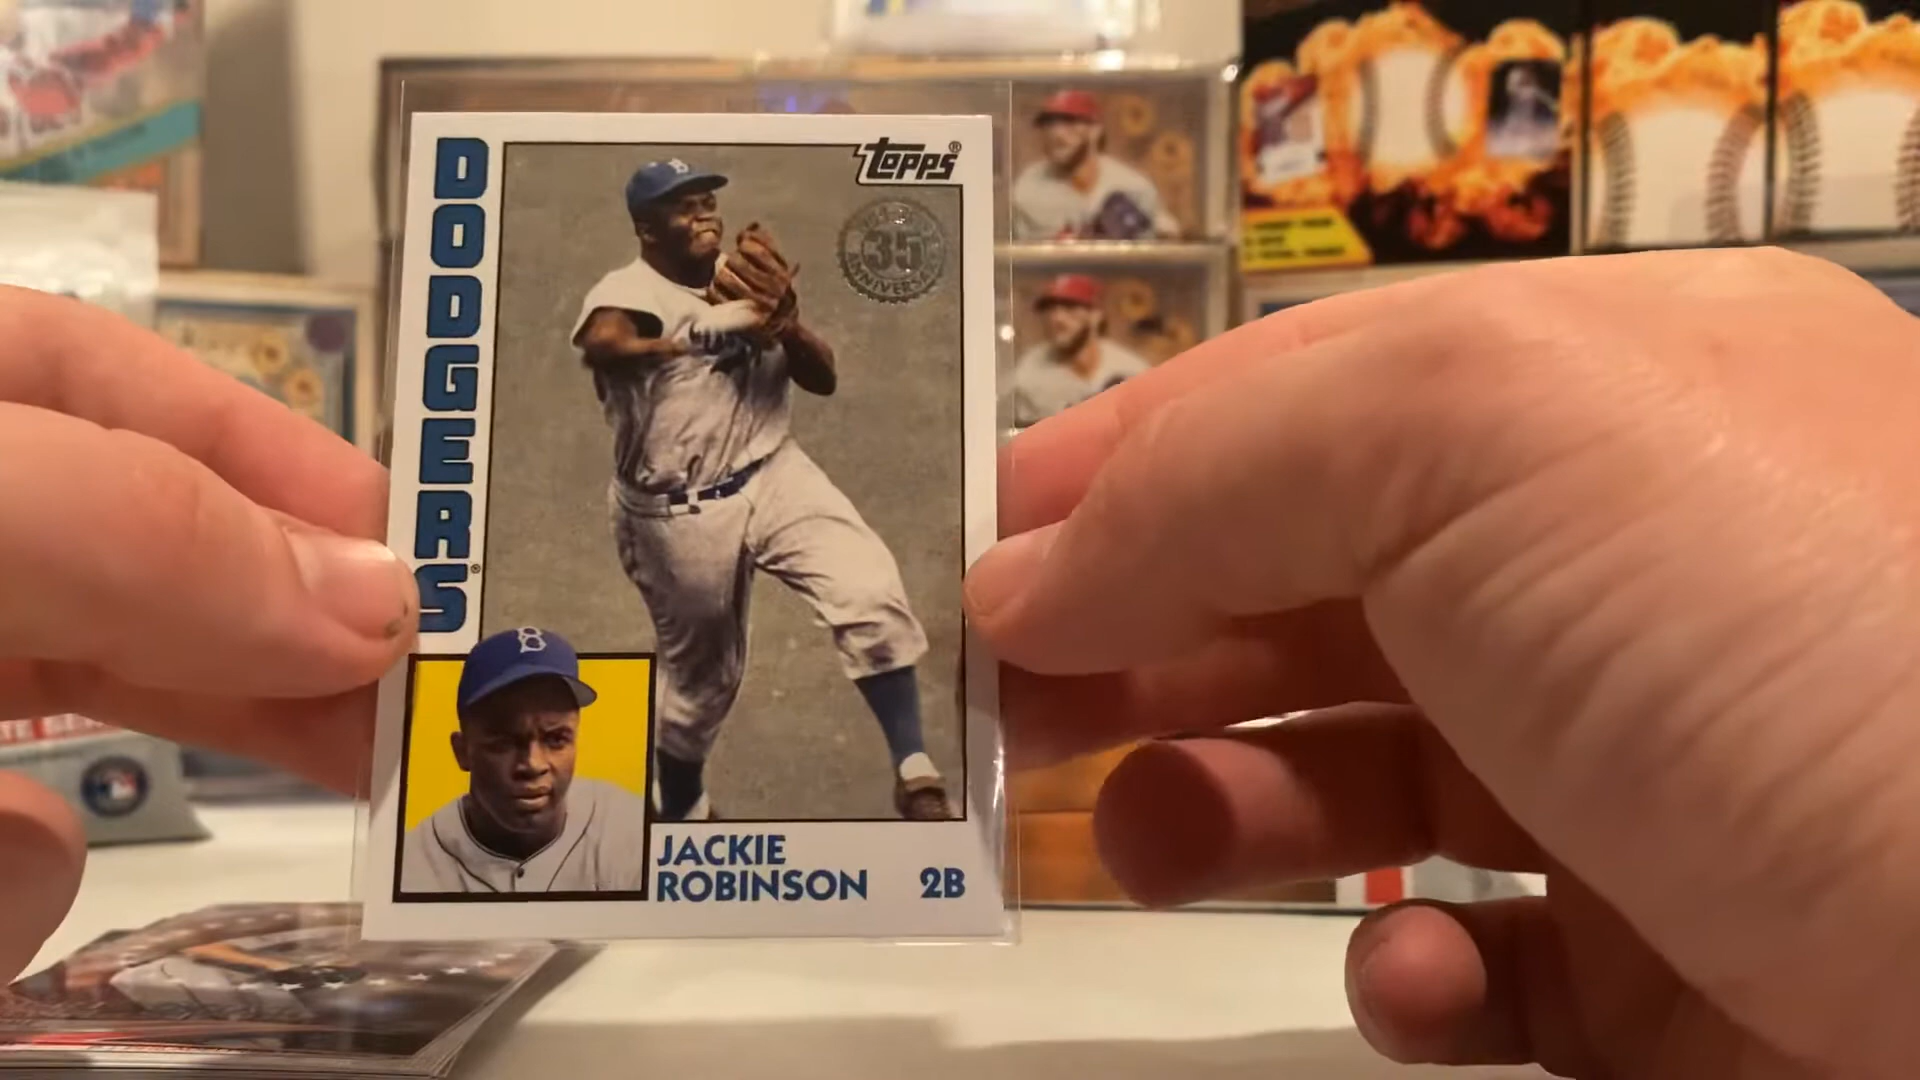 DODGERS®
topps®
35
ANNIVERSARY
B
B
JACKIE
ROBINSON
2B